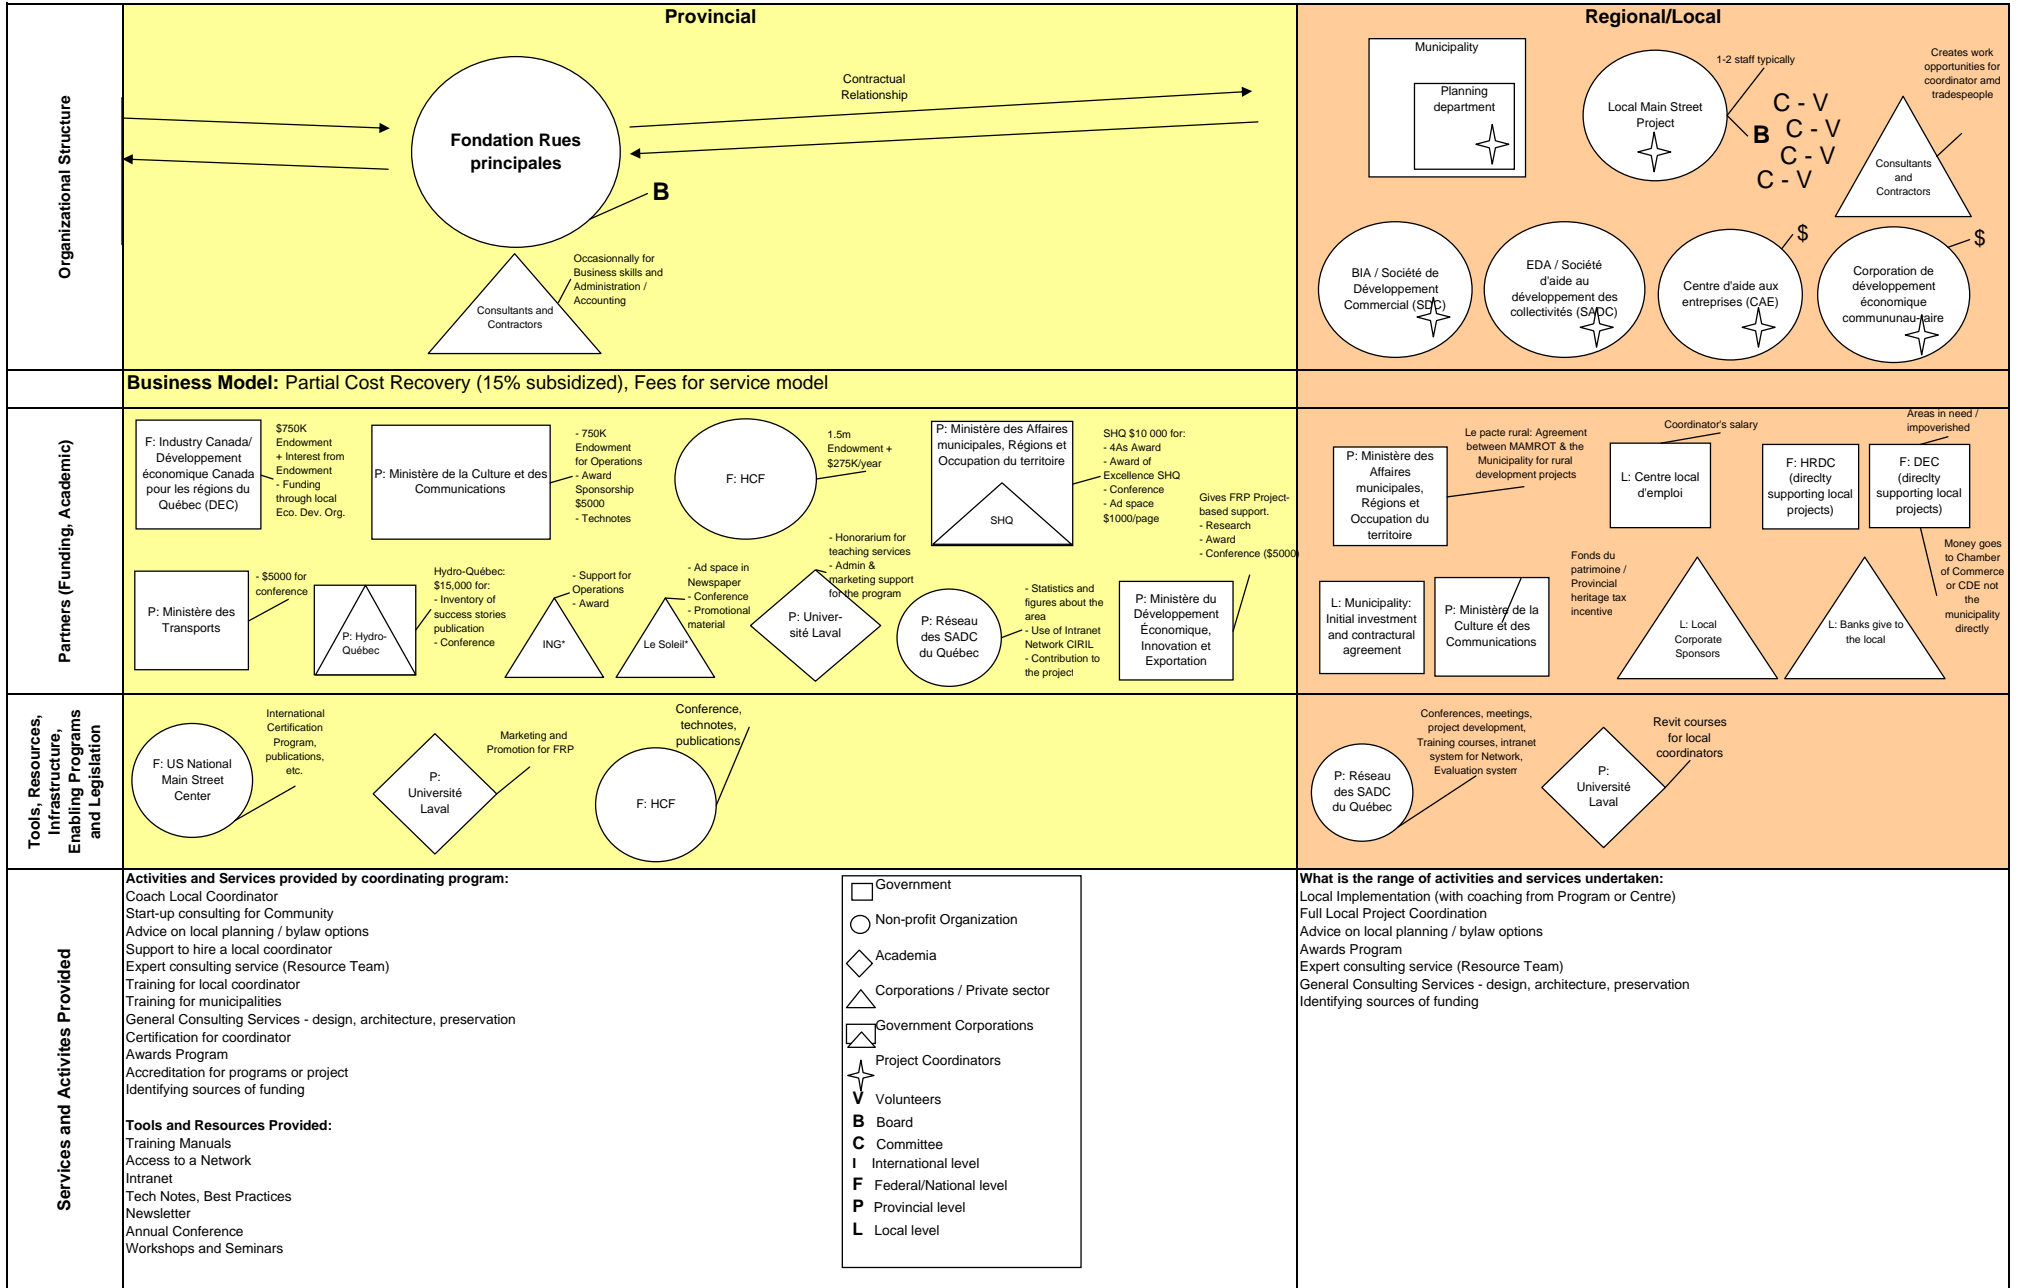 Provincial
Regional/Local
Organizational Structure
Contractual
Relationship
Fondation Rues
principales
B
Occasionnally for
Business skills and
Administration /
Accounting
Consultants and
Contractors
Municipality
Planning
department
1-2 staff typically
Local Main Street
Project
B
C - V
C - V
C - V
C - V
Creates work
opportunities for
coordinator amd
tradespeople
Consultants
and
Contractors
BIA / Société de
Développement
Commercial (SDC)
EDA / Société
d'aide au
développement des
collectivités (SADC)
$
Centre d'aide aux
entreprises (CAE)
$
Corporation de
développement
économique
commununau-taire
Business Model: Partial Cost Recovery (15% subsidized), Fees for service model
Partners (Funding, Academic)
F: Industry Canada/
Développement
économique Canada
pour les régions du
Québec (DEC)
$750K
Endowment
+ Interest from
Endowment
- Funding
through local
Eco. Dev. Org.
P: Ministère de la Culture et des
Communications
- 750K
Endowment
for Operations
- Award
Sponsorship
$5000
- Technotes
F: HCF
1.5m
Endowment +
$275K/year
P: Ministère des Affaires
municipales, Régions et
Occupation du territoire
SHQ
SHQ $10 000 for:
- 4As Award
- Award of
Excellence SHQ
- Conference
- Ad space
$1000/page
Gives FRP Project-
based support.
- Research
- Award
- Conference ($5000)
P: Ministère des
Transports
- $5000 for
conference
P: Hydro-
Québec
Hydro-Québec:
$15,000 for:
- Inventory of
success stories
publication
- Conference
ING*
- Support for
Operations
- Award
Le Soleil*
- Ad space in
Newspaper
- Conference
- Promotional
material
- Honorarium for
teaching services
- Admin &
marketing support
for the program
P: Univer-
sité Laval
P: Réseau
des SADC
du Québec
- Statistics and
figures about the
area
- Use of Intranet
Network CIRIL
- Contribution to
the project
P: Ministère du
Développement
Économique,
Innovation et
Exportation
P: Ministère des
Affaires
municipales,
Régions et
Occupation du
territoire
Le pacte rural: Agreement
between MAMROT & the
Municipality for rural
development projects
Coordinator's salary
L: Centre local
d'emploi
F: HRDC
(direclty
supporting local
projects)
Areas in need /
impoverished
F: DEC
(direclty
supporting local
projects)
Money goes
to Chamber
of Commerce
or CDE not
the
municipality
directly
L: Municipality:
Initial investment
and contractural
agreement
P: Ministère de la
Culture et des
Communications
Fonds du
patrimoine /
Provincial
heritage tax
incentive
L: Local
Corporate
Sponsors
L: Banks give to
the local
Tools, Resources,
Infrastructure,
Enabling Programs
and Legislation
F: US National
Main Street
Center
International
Certification
Program,
publications,
etc.
P:
Université
Laval
Marketing and
Promotion for FRP
F: HCF
Conference,
technotes,
publications
P: Réseau
des SADC
du Québec
Conferences, meetings,
project development,
Training courses, intranet
system for Network,
Evaluation system
P:
Université
Laval
Revit courses
for local
coordinators
Services and Activites Provided
Activities and Services provided by coordinating program:
Coach Local Coordinator
Start-up consulting for Community
Advice on local planning / bylaw options
Support to hire a local coordinator
Expert consulting service (Resource Team)
Training for local coordinator
Training for municipalities
General Consulting Services - design, architecture, preservation
Certification for coordinator
Awards Program
Accreditation for programs or project
Identifying sources of funding
Tools and Resources Provided:
Training Manuals
Access to a Network
Intranet
Tech Notes, Best Practices
Newsletter
Annual Conference
Workshops and Seminars
Government
Non-profit Organization
Academia
Corporations / Private sector
Government Corporations
Project Coordinators
V Volunteers
B Board
C Committee
I International level
F Federal/National level
P Provincial level
L Local level
What is the range of activities and services undertaken:
Local Implementation (with coaching from Program or Centre)
Full Local Project Coordination
Advice on local planning / bylaw options
Awards Program
Expert consulting service (Resource Team)
General Consulting Services - design, architecture, preservation
Identifying sources of funding